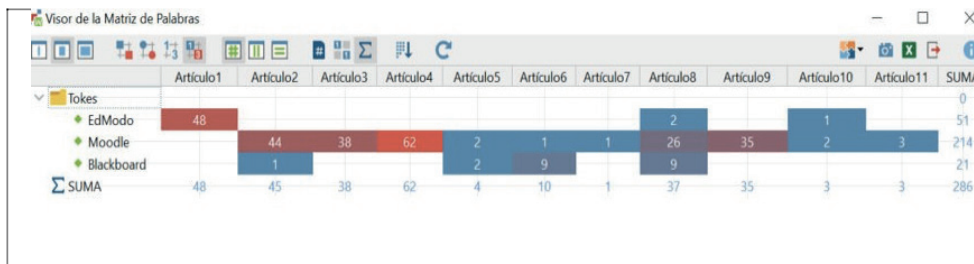 Visor de la Matriz de Palabras
Artículo1 Artículo2 Artículo3 Artículo4 Artículo5 Artículo6 Artículo7 Artículo8 Artículo9 Artículo10 Artículo11 SUMA
Tokes 0
EdModo 48 2 1 51
Moodle 44 38 62 2 1 1 26 35 2 3 214
Blackboard 1 2 9 9 21
Σ SUMA 48 45 38 62 4 10 1 37 35 3 3 286